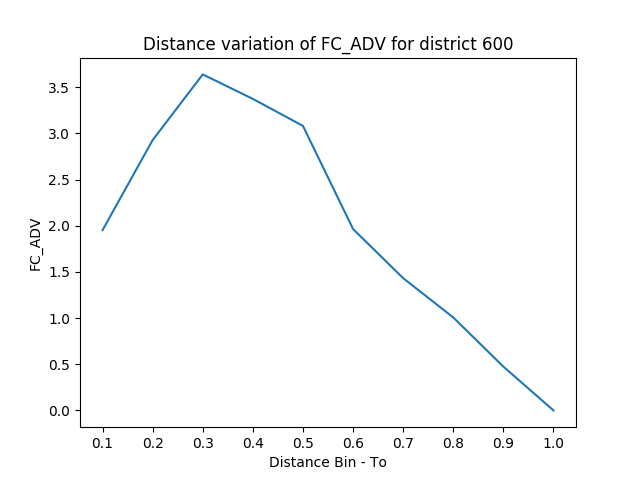 Distance variation of FC_ADV for district 600
3.5
3.0
2.5
2.0
1.5
1.0
0.5
0.0
FC_ADV
0.1 0.2 0.3 0.4 0.5 0.6 0.7 0.8 0.9 1.0
Distance Bin - To